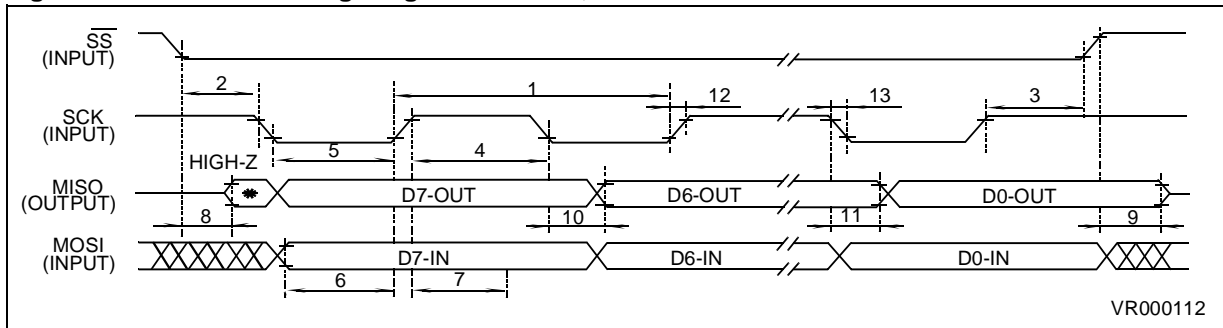 SS
(INPUT)
2
1
12
13
3
SCK
(INPUT)
5
4
HIGH-Z
MISO
(OUTPUT)
D7-OUT
D6-OUT
D0-OUT
8
10
11
9
MOSI
(INPUT)
D7-IN
D6-IN
D0-IN
6
7
VR000112